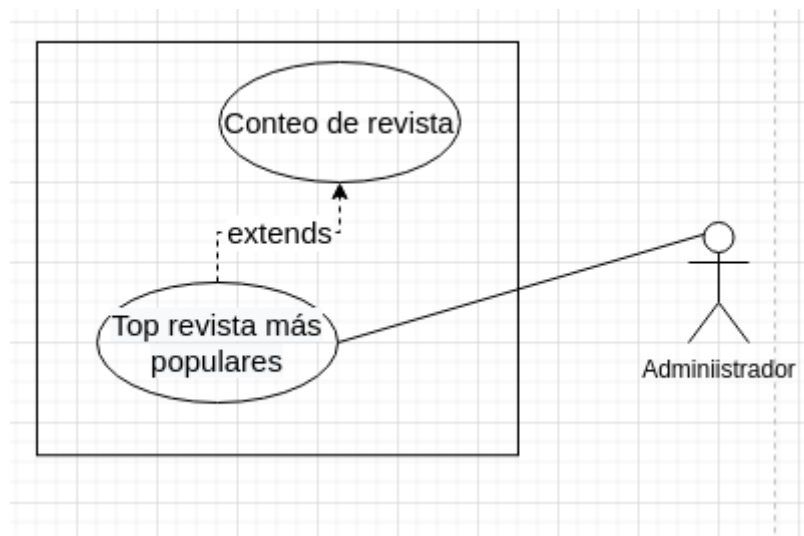 Conteo de revista
extends
Top revista más
populares
Adminiistrador